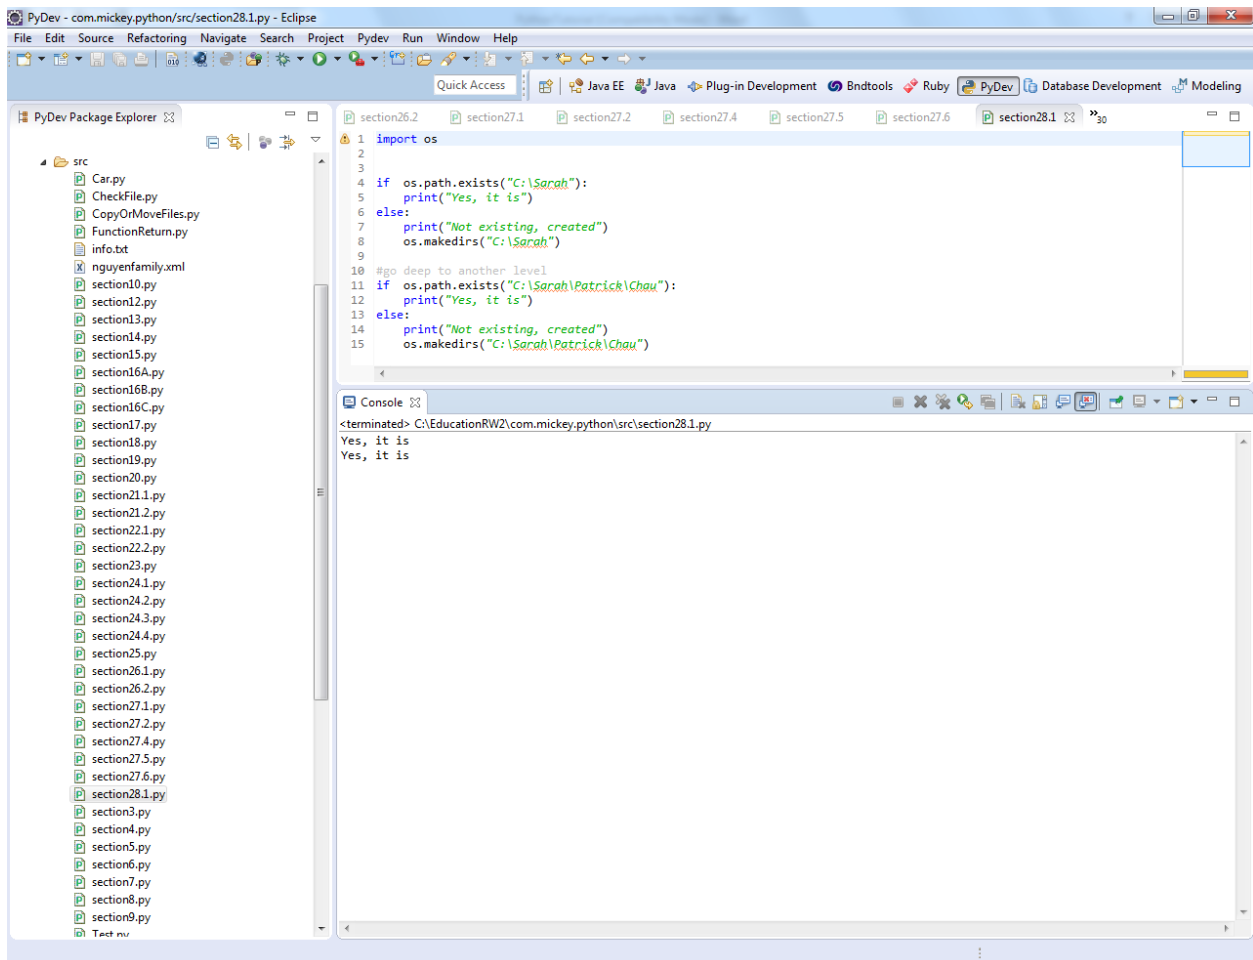 PyDev - com.mickey.python/src/section28.1.py - Eclipse
File Edit Source Refactoring Navigate Search Project Pydev Run Window Help
Quick Access Java EE Java Plug-in Development Bndtools Ruby PyDev Database Development Modeling
PyDev Package Explorer
src
Car.py
CheckFile.py
CopyOrMoveFiles.py
FunctionReturn.py
info.txt
nguyenfamily.xml
section10.py
section12.py
section13.py
section14.py
section15.py
section16A.py
section16B.py
section16C.py
section17.py
section18.py
section19.py
section20.py
section21.1.py
section21.2.py
section22.1.py
section22.2.py
section23.py
section24.1.py
section24.2.py
section24.3.py
section24.4.py
section25.py
section26.1.py
section26.2.py
section27.1.py
section27.2.py
section27.4.py
section27.5.py
section27.6.py
section28.1.py
section3.py
section4.py
section5.py
section6.py
section7.py
section8.py
section9.py
Test.py
section26.2 section27.1 section27.2 section27.4 section27.5 section27.6 section28.1 »30
1 import os
2
3
4 if  os.path.exists("C:\Sarah"):
5     print("Yes, it is")
6 else:
7     print("Not existing, created")
8     os.makedirs("C:\Sarah")
9
10 #go deep to another level
11 if  os.path.exists("C:\Sarah\Patrick\Chau"):
12     print("Yes, it is")
13 else:
14     print("Not existing, created")
15     os.makedirs("C:\Sarah\Patrick\Chau")
Console
<terminated> C:\EducationRW2\com.mickey.python\src\section28.1.py
Yes, it is
Yes, it is